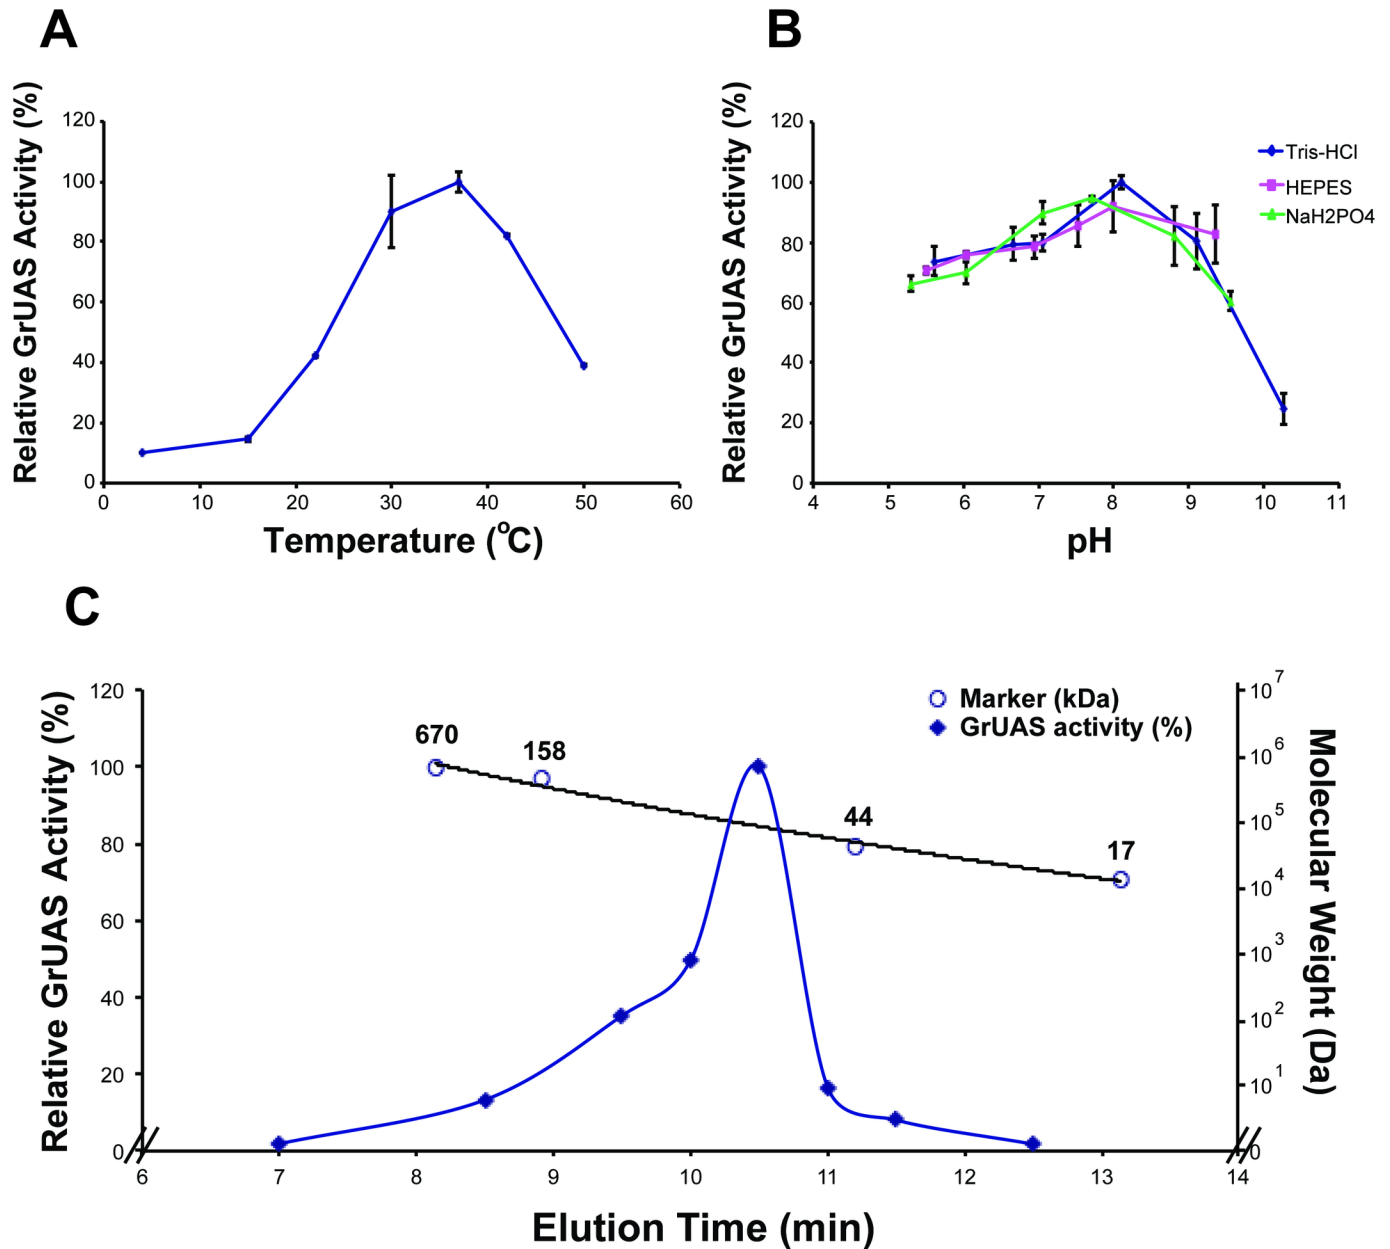 A
Relative GrUAS Activity (%)
120
100
80
60
40
20
0
0 10 20 30 40 50 60
Temperature (°C)
B
Relative GrUAS Activity (%)
120
100
80
60
40
20
0
4 5 6 7 8 9 10 11
pH
Tris-HCl
HEPES
NaH2PO4
C
Relative GrUAS Activity (%)
120
100
80
60
40
20
0
6 7 8 9 10 11 12 13 14
Elution Time (min)
670
158
44
17
Marker (kDa)
GrUAS activity (%)
10^7
10^6
10^5
10^4
10^3
10^2
10^1
0
Molecular Weight (Da)